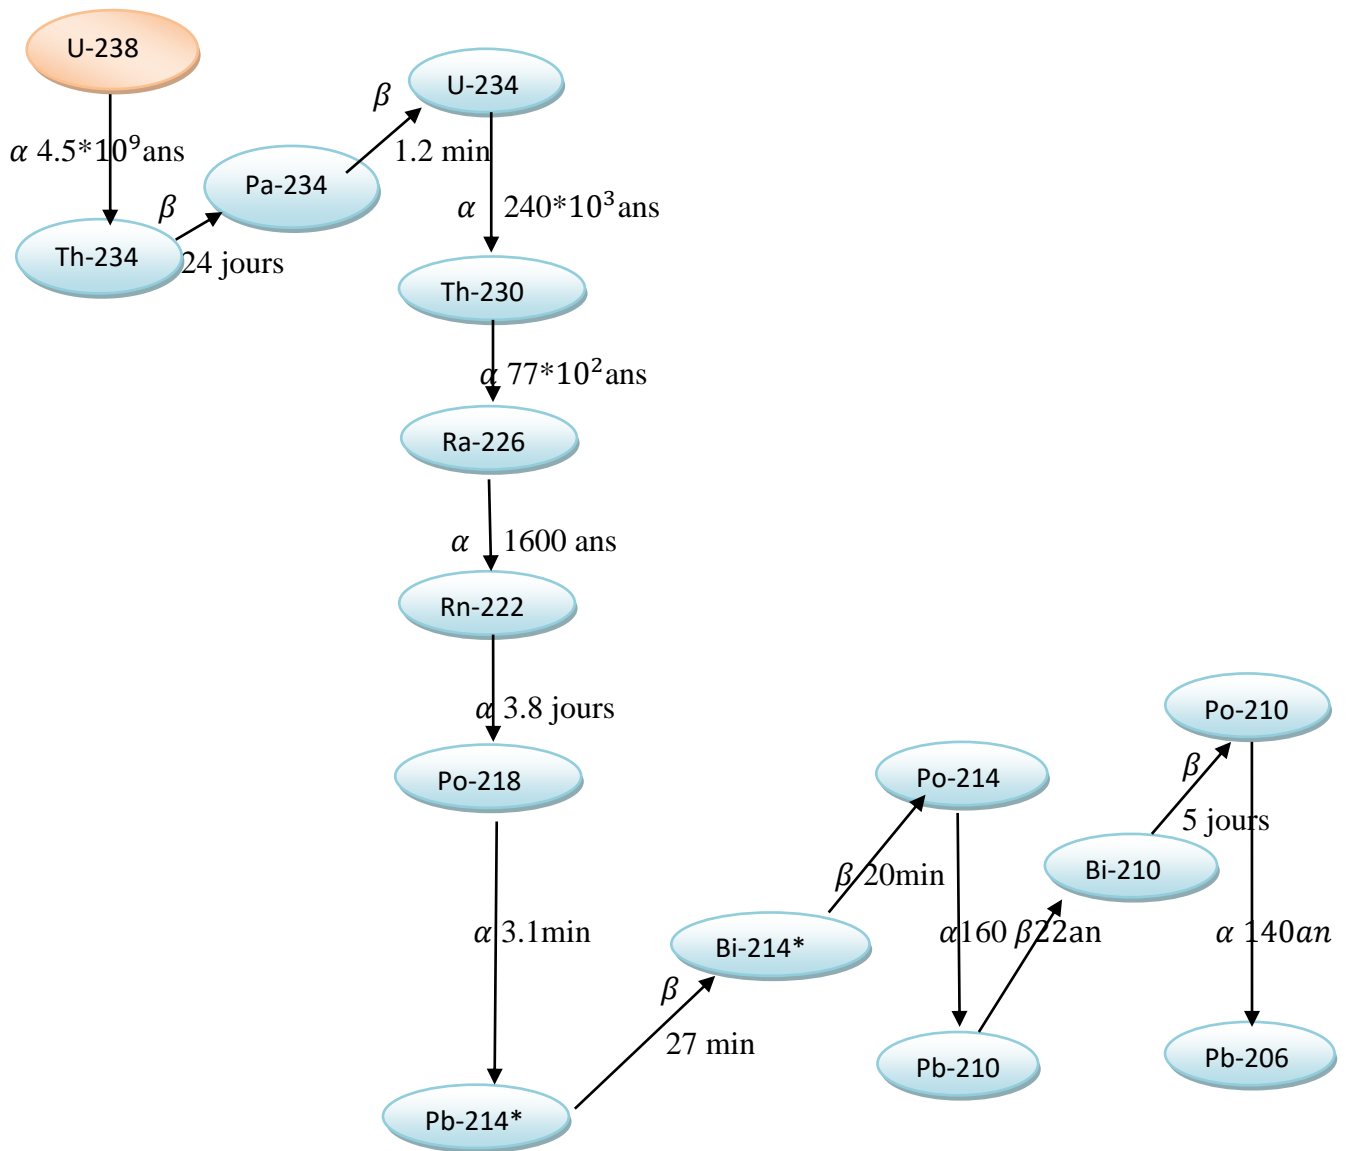 U-238
α 4.5*10⁹ans
Th-234
β
24 jours
Pa-234
β
1.2 min
U-234
α 240*10³ans
Th-230
α 77*10²ans
Ra-226
α 1600 ans
Rn-222
α 3.8 jours
Po-218
α 3.1min
Pb-214*
β
27 min
Bi-214*
β 20min
Po-214
α160
Pb-210
β22an
Bi-210
β
5 jours
Po-210
α 140an
Pb-206